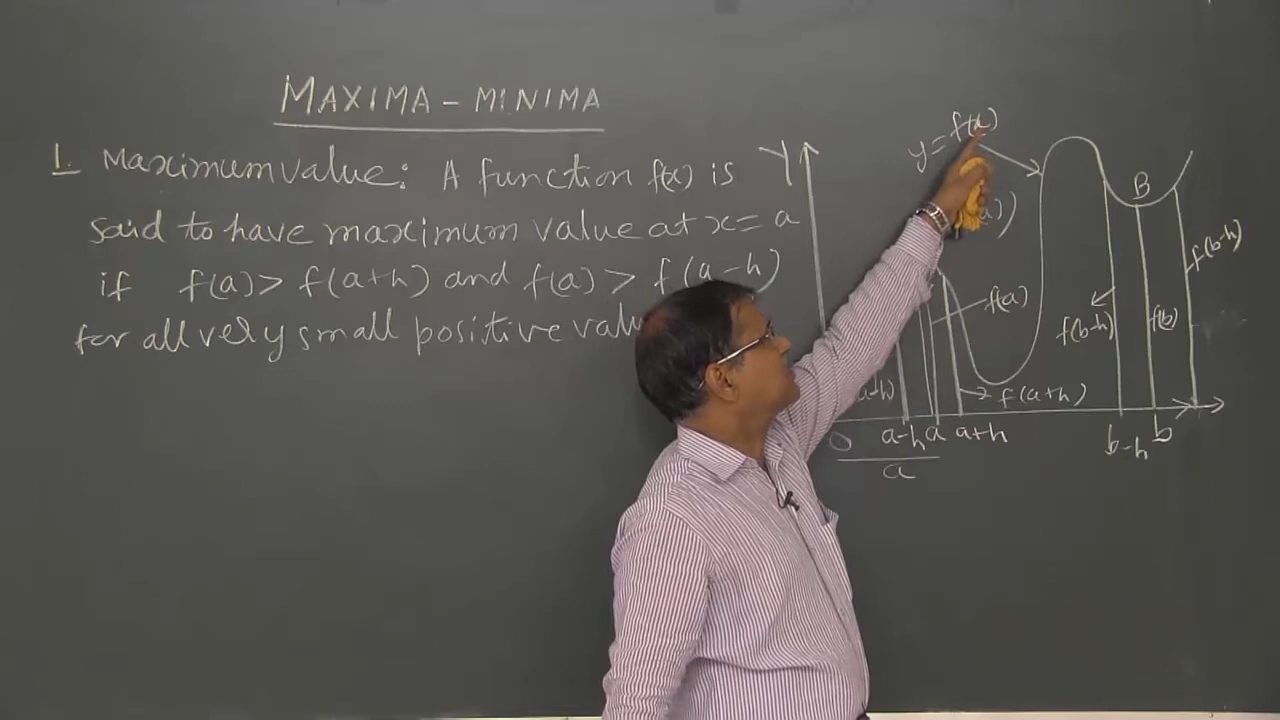 MAXIMA - MINIMA
1. Maximum value: A function f(x) is
said to have maximum value at x = a
if f(a) > f(a+h) and f(a) > f(a-h)
for all very small positive
Y
y = f(x)
B
f(b-h)
f(a)
f(b-h)
f(b)
f(a+h)
O
a-h a a+h
b-h b
a